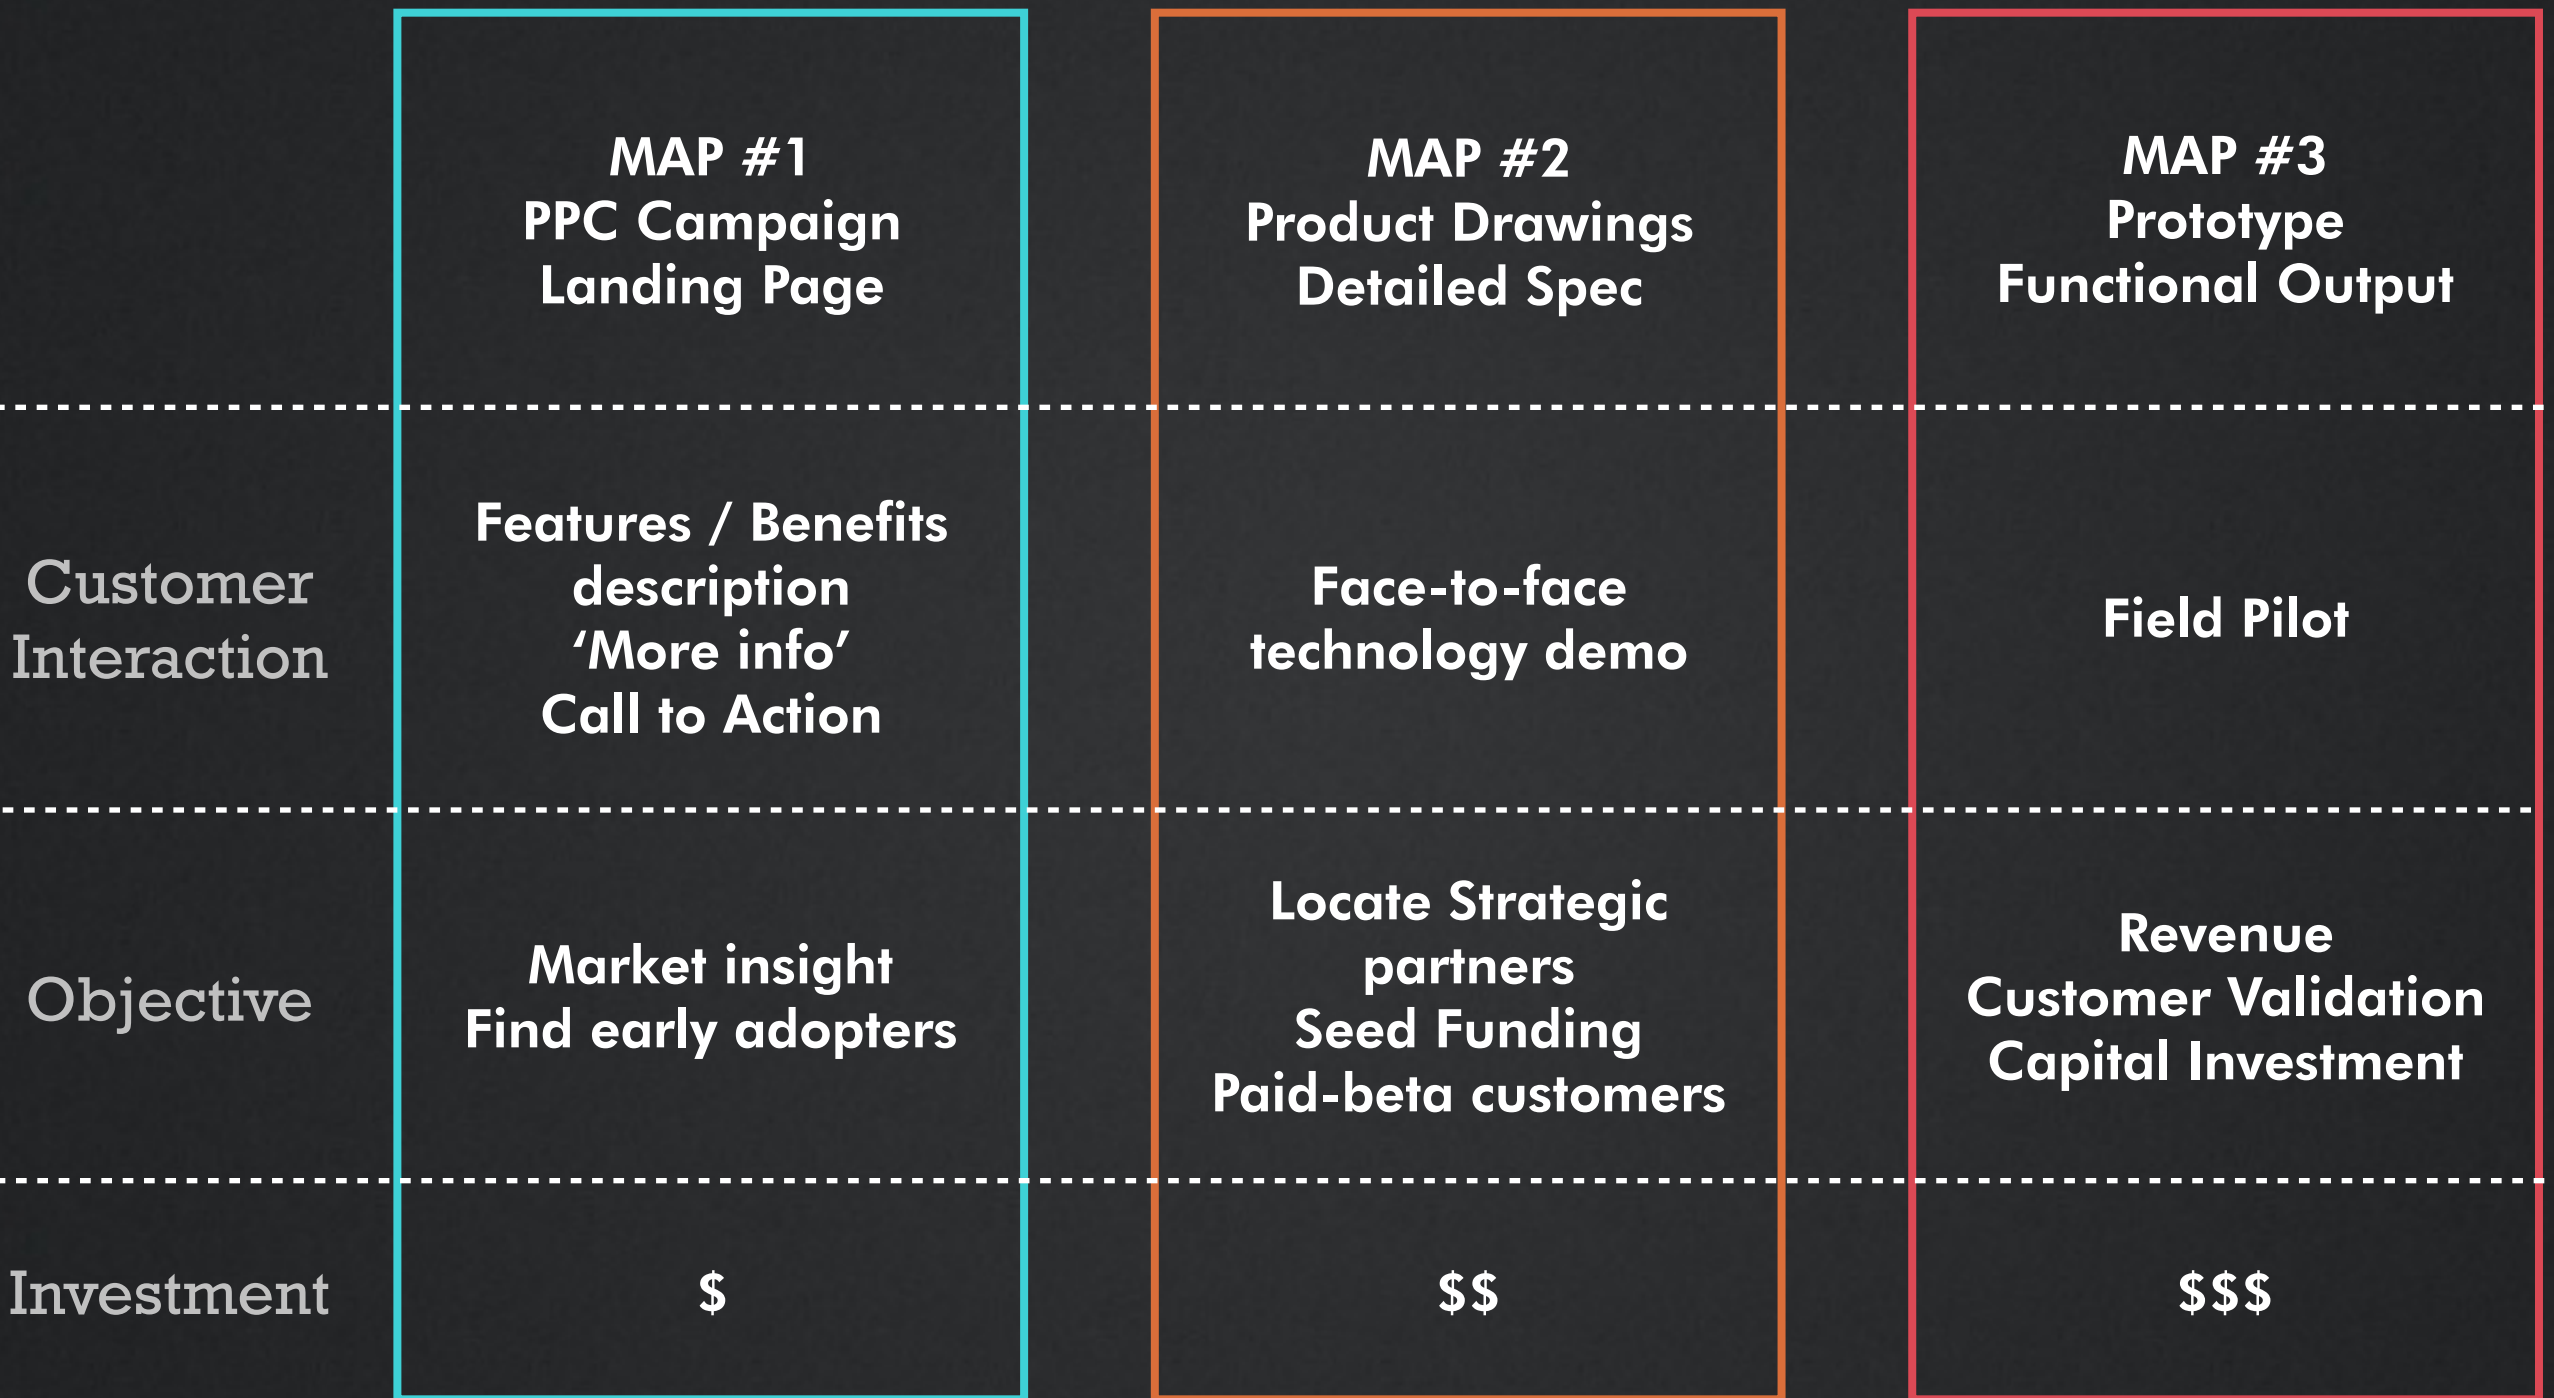 MAP #1
PPC Campaign
Landing Page
MAP #2
Product Drawings
Detailed Spec
MAP #3
Prototype
Functional Output
Customer
Interaction
Features / Benefits
description
‘More info’
Call to Action
Face-to-face
technology demo
Field Pilot
Objective
Market insight
Find early adopters
Locate Strategic
partners
Seed Funding
Paid-beta customers
Revenue
Customer Validation
Capital Investment
Investment
$
$$
$$$